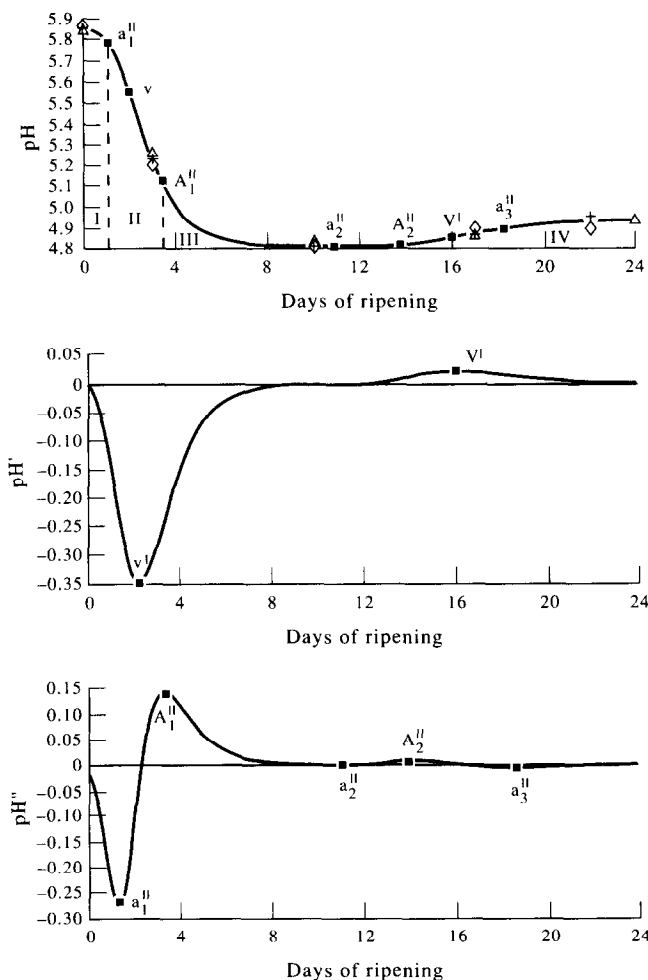 5.9
5.8
5.7
5.6
5.5
5.4
5.3
5.2
5.1
5.0
4.9
4.8
pH
a₁ᴵᴵ
v
A₁ᴵᴵ
I II III
a₂ᴵᴵ A₂ᴵᴵ Vᴵ a₃ᴵᴵ
IV
0 4 8 12 16 20 24
Days of ripening
0.05
0
−0.05
−0.10
−0.15
−0.20
−0.25
−0.30
−0.35
pH'
Vᴵ
vᴵ
0 4 8 12 16 20 24
Days of ripening
0.15
0.10
0.05
0
−0.05
−0.10
−0.15
−0.20
−0.25
−0.30
pH"
A₁ᴵᴵ
A₂ᴵᴵ
a₂ᴵᴵ
a₃ᴵᴵ
a₁ᴵᴵ
0 4 8 12 16 20 24
Days of ripening